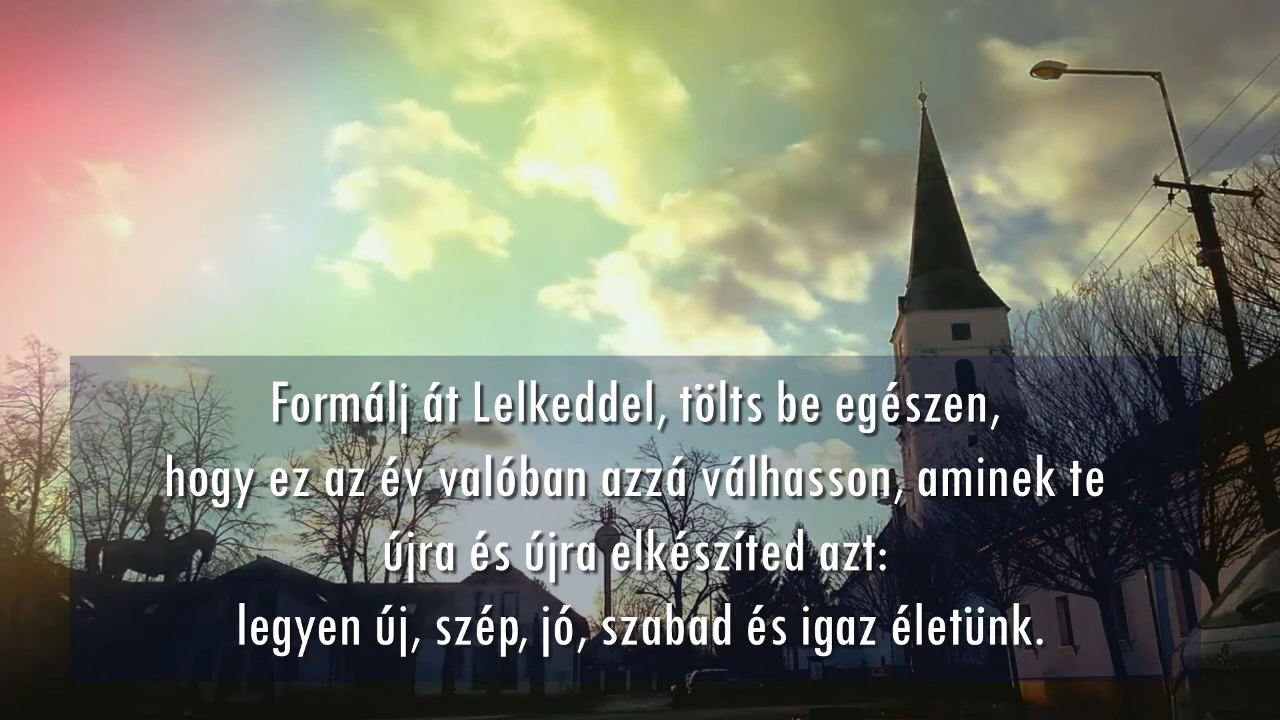 Formálj át Lelkeddel, tölts be egészen,
hogy ez az év valóban azzá válhasson, aminek te
újra és újra elkészíted azt:
legyen új, szép, jó, szabad és igaz életünk.